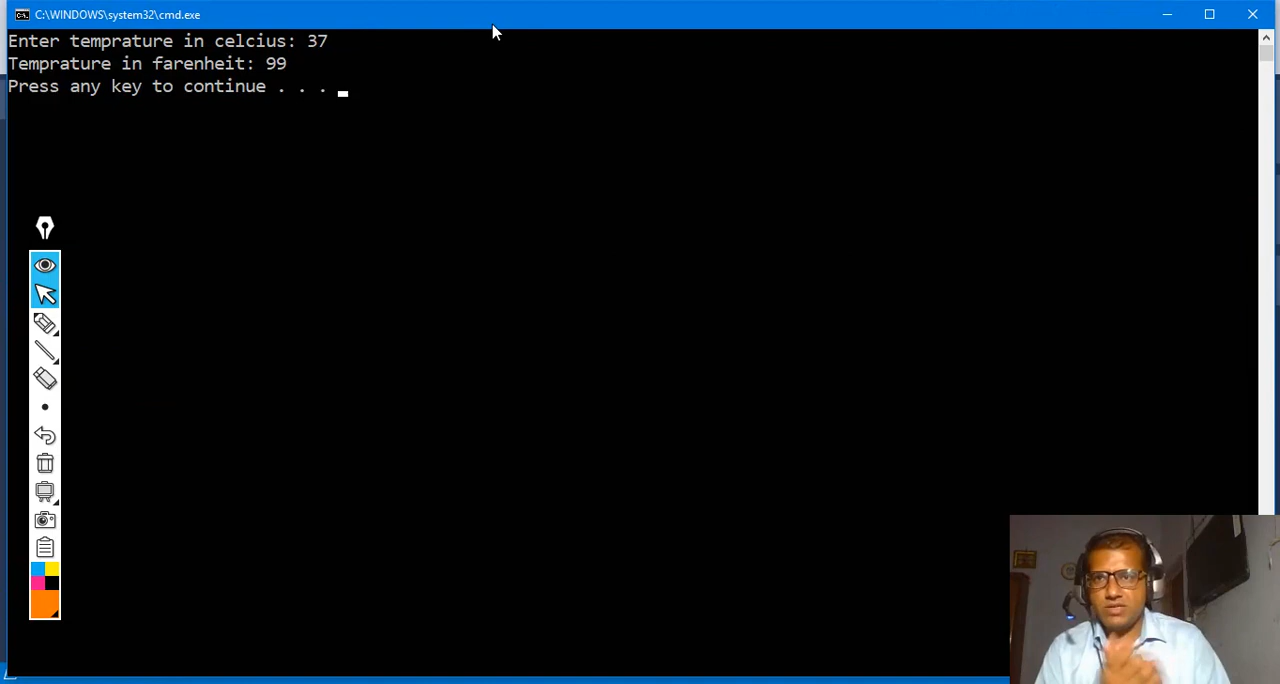 C:\WINDOWS\system32\cmd.exe
Enter temprature in celcius: 37
Temprature in farenheit: 99
Press any key to continue . . .